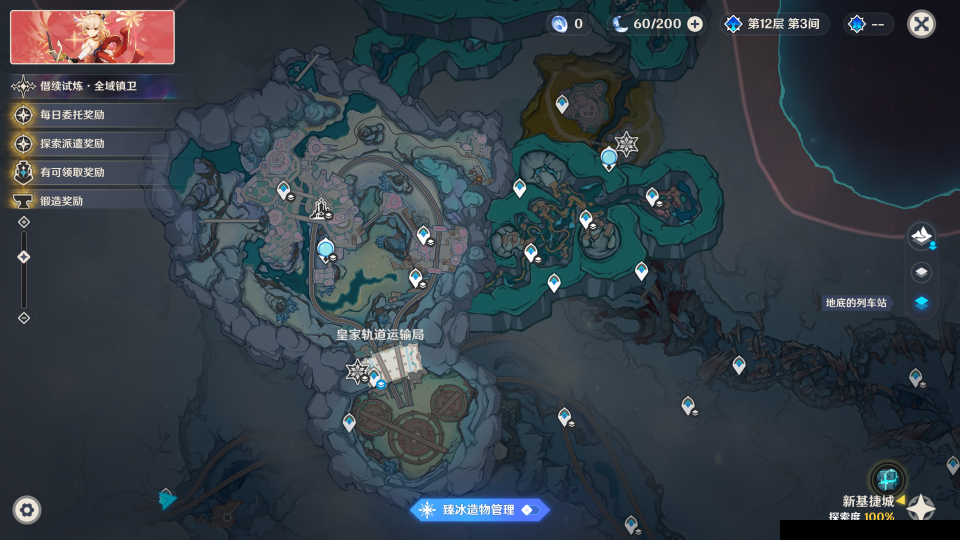 0
60/200
第12层 第3间
--
借续试炼·全域镇卫
每日委托奖励
探索派遣奖励
有可领取奖励
锻造奖励
地底的列车站
皇家轨道运输局
新基捷城
臻冰造物管理
探索度 100%